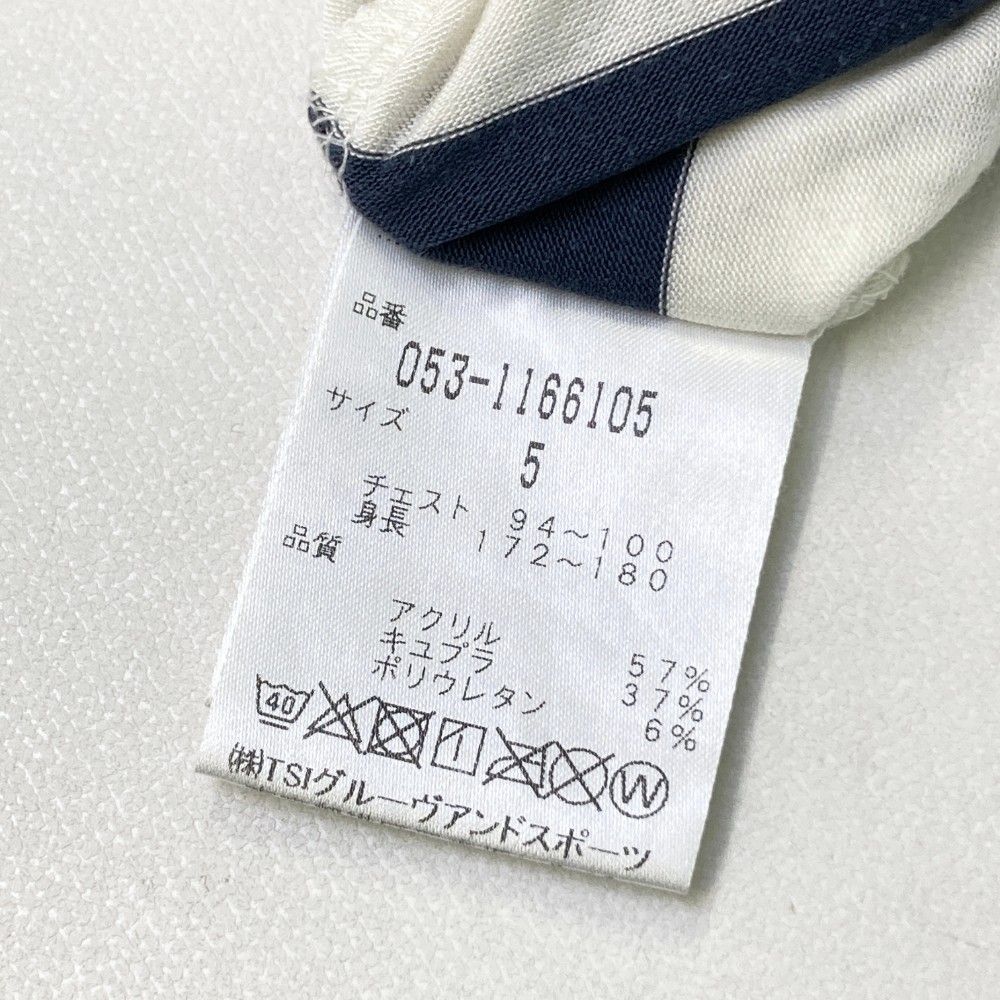 品番
053-1166105
サイズ
5
チェスト 94～100
身長 172～180
品質
アクリル 57%
キュプラ 37%
ポリウレタン 6%
40 W
(株)TSIグルーヴアンドスポーツ